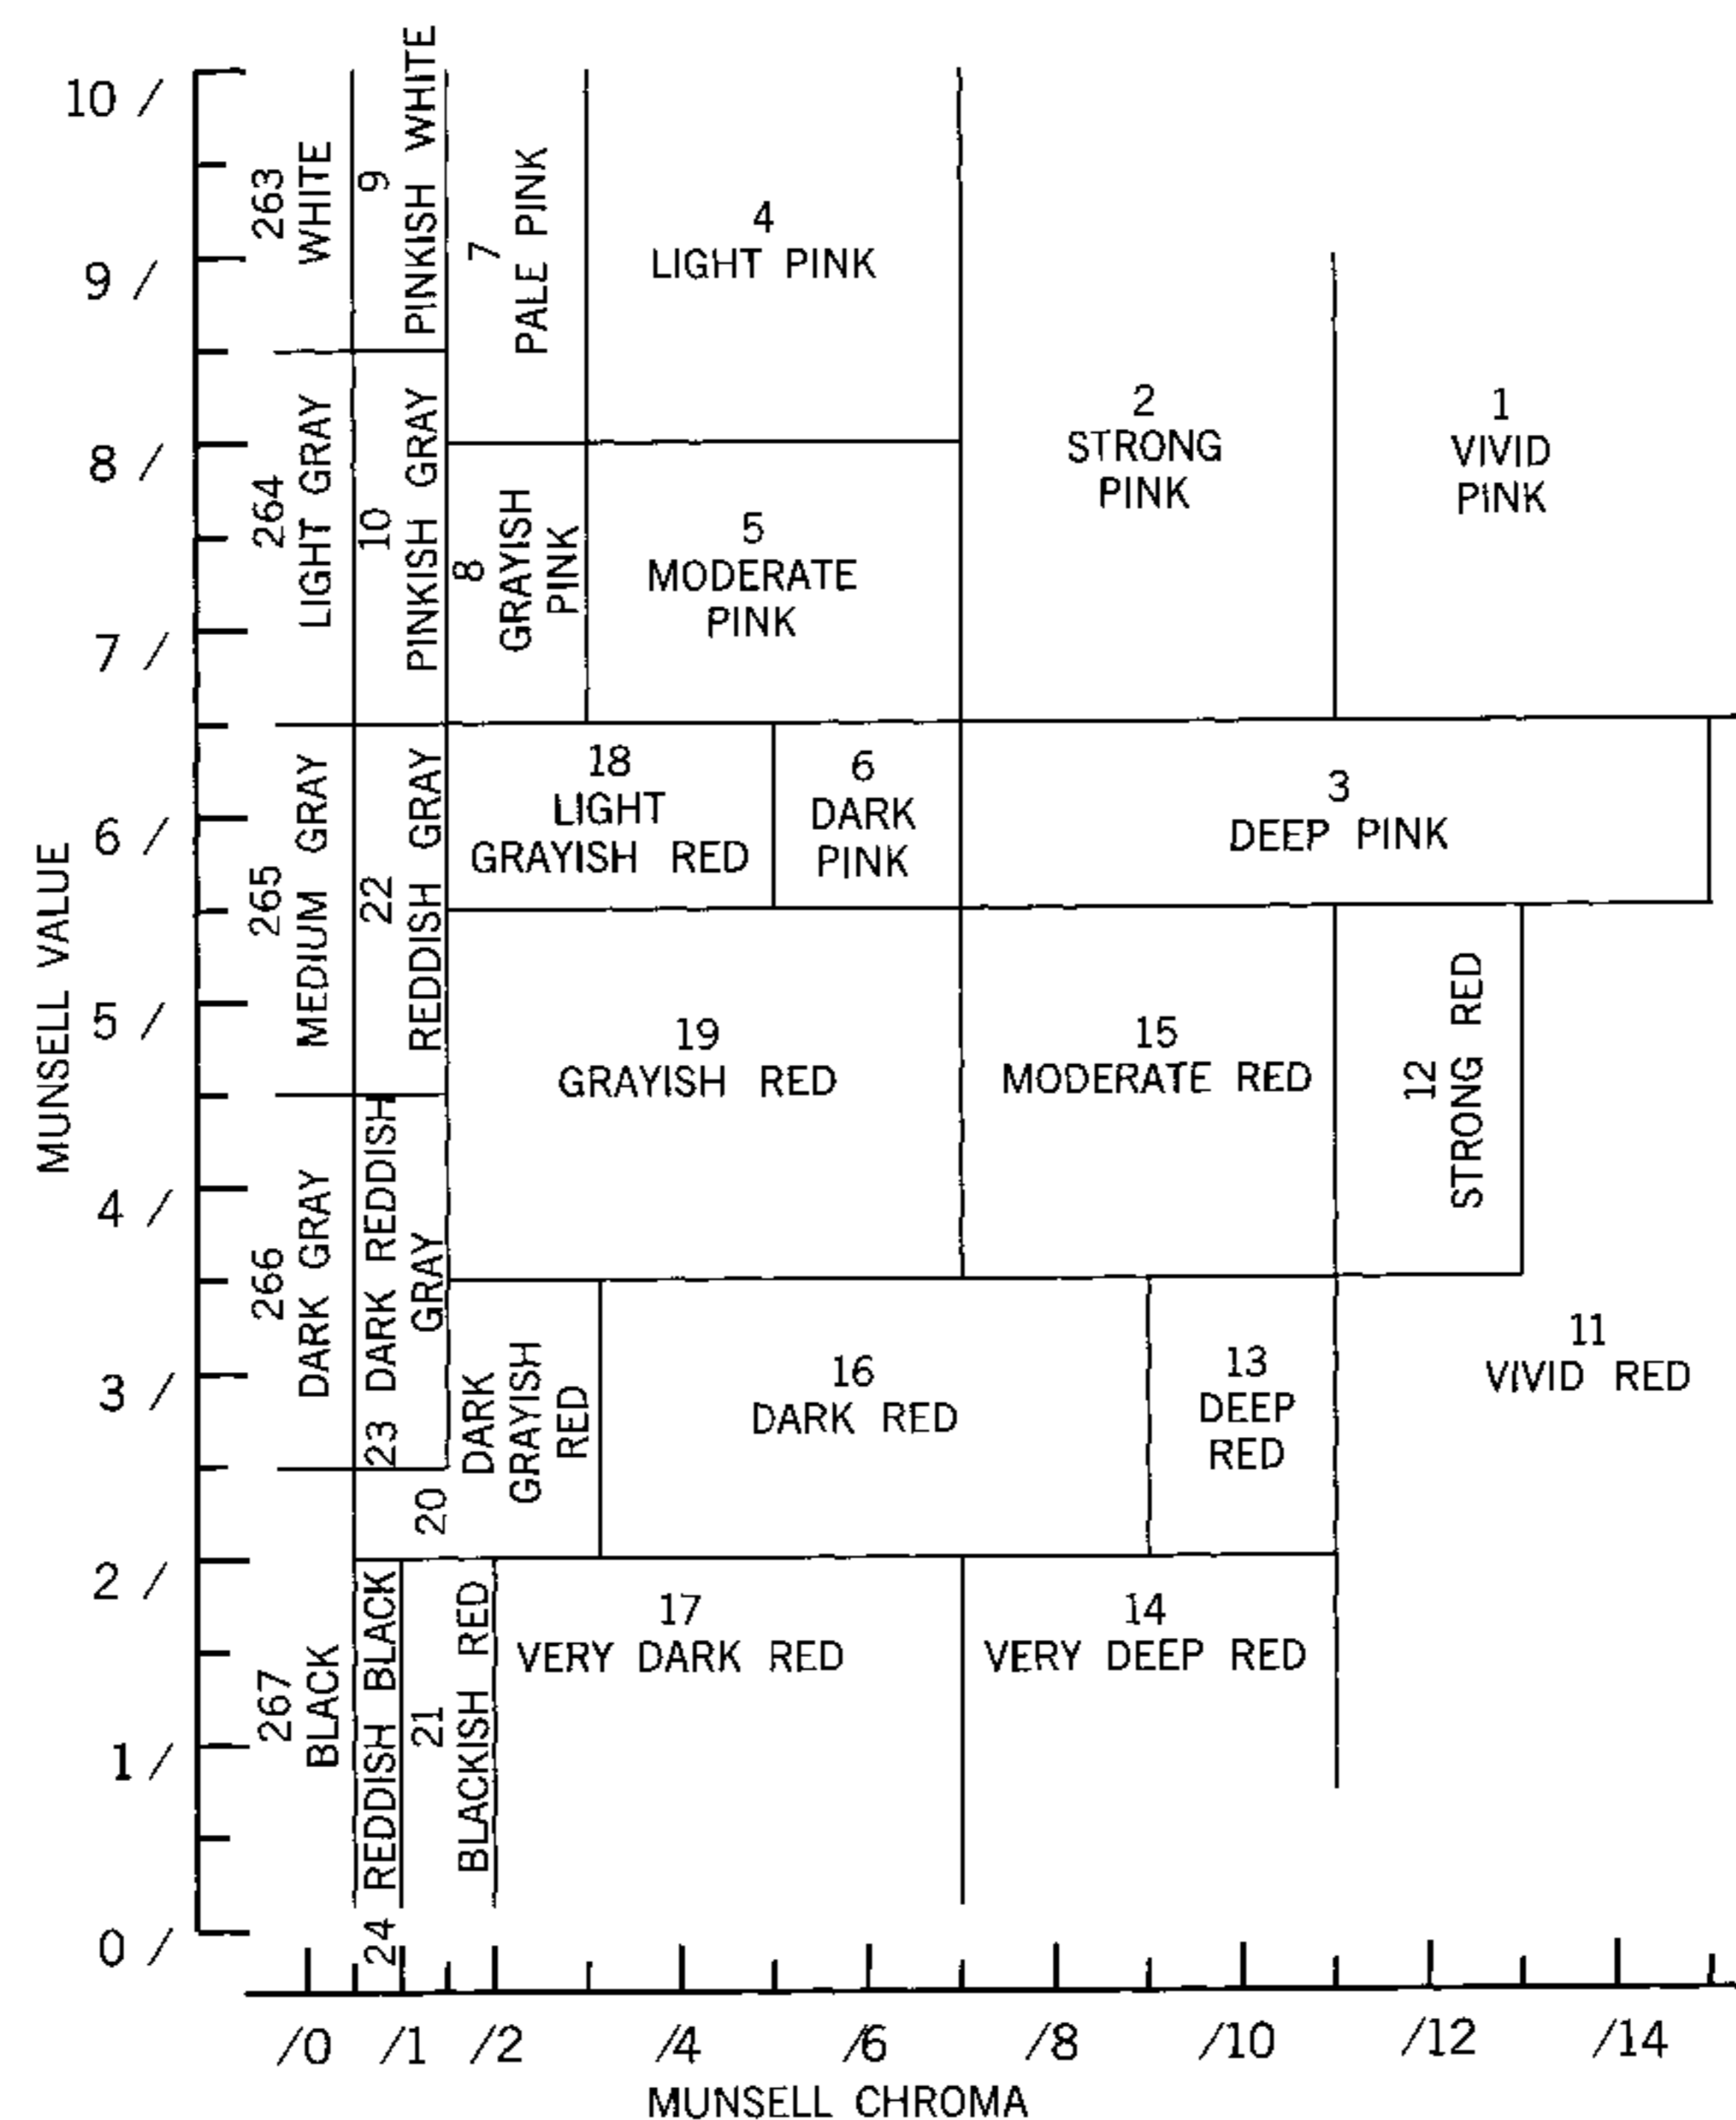 10 /
9 /
8 /
7 /
6 /
5 /
4 /
3 /
2 /
1 /
0 /
MUNSELL VALUE
263
WHITE
264
LIGHT GRAY
265
MEDIUM GRAY
266
DARK GRAY
267
BLACK
9
PINKISH WHITE
10
PINKISH GRAY
22
REDDISH GRAY
23 DARK REDDISH
GRAY
24 REDDISH BLACK
7
PALE PINK
8
GRAYISH
PINK
4
LIGHT PINK
5
MODERATE
PINK
2
STRONG
PINK
1
VIVID
PINK
18
LIGHT
GRAYISH RED
6
DARK
PINK
3
DEEP PINK
19
GRAYISH RED
15
MODERATE RED
12
STRONG RED
20
DARK
GRAYISH
RED
16
DARK RED
13
DEEP
RED
11
VIVID RED
21
BLACKISH RED
17
VERY DARK RED
14
VERY DEEP RED
/0 /1 /2 /4 /6 /8 /10 /12 /14
MUNSELL CHROMA